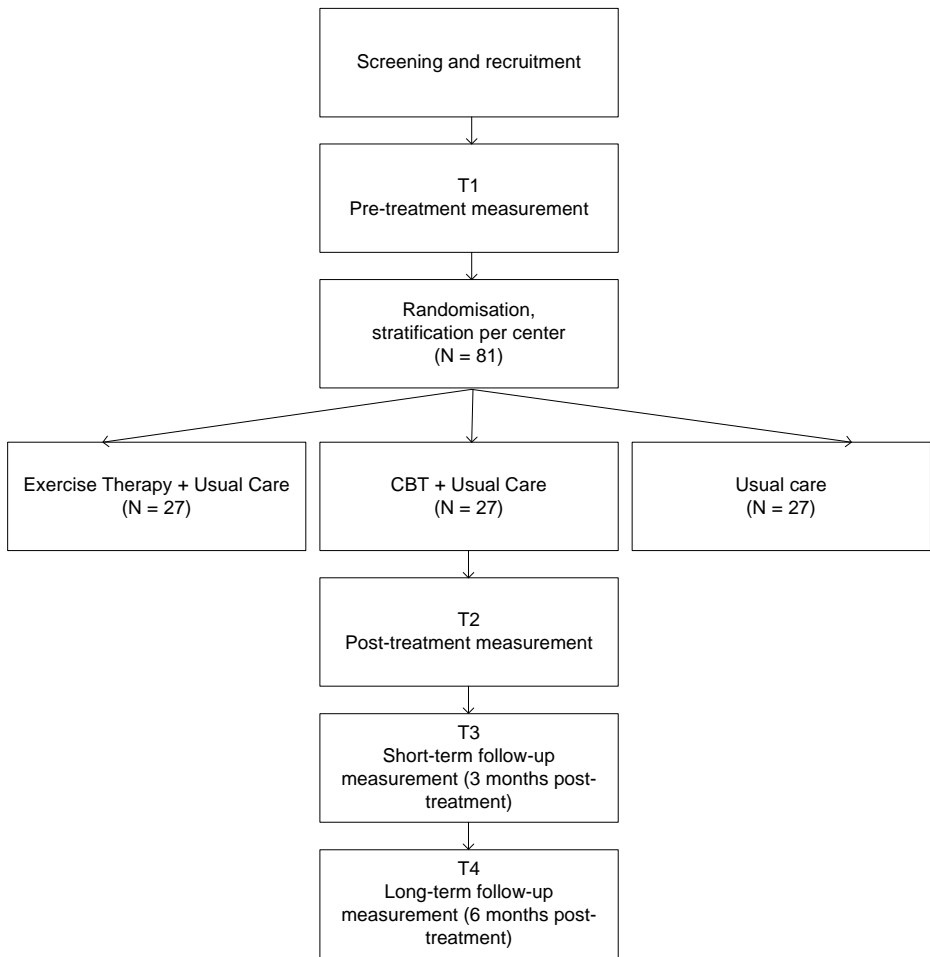 Screening and recruitment
T1
Pre-treatment measurement
Randomisation,
stratification per center
(N = 81)
Exercise Therapy + Usual Care
(N = 27)
CBT + Usual Care
(N = 27)
Usual care
(N = 27)
T2
Post-treatment measurement
T3
Short-term follow-up
measurement (3 months post-
treatment)
T4
Long-term follow-up
measurement (6 months post-
treatment)